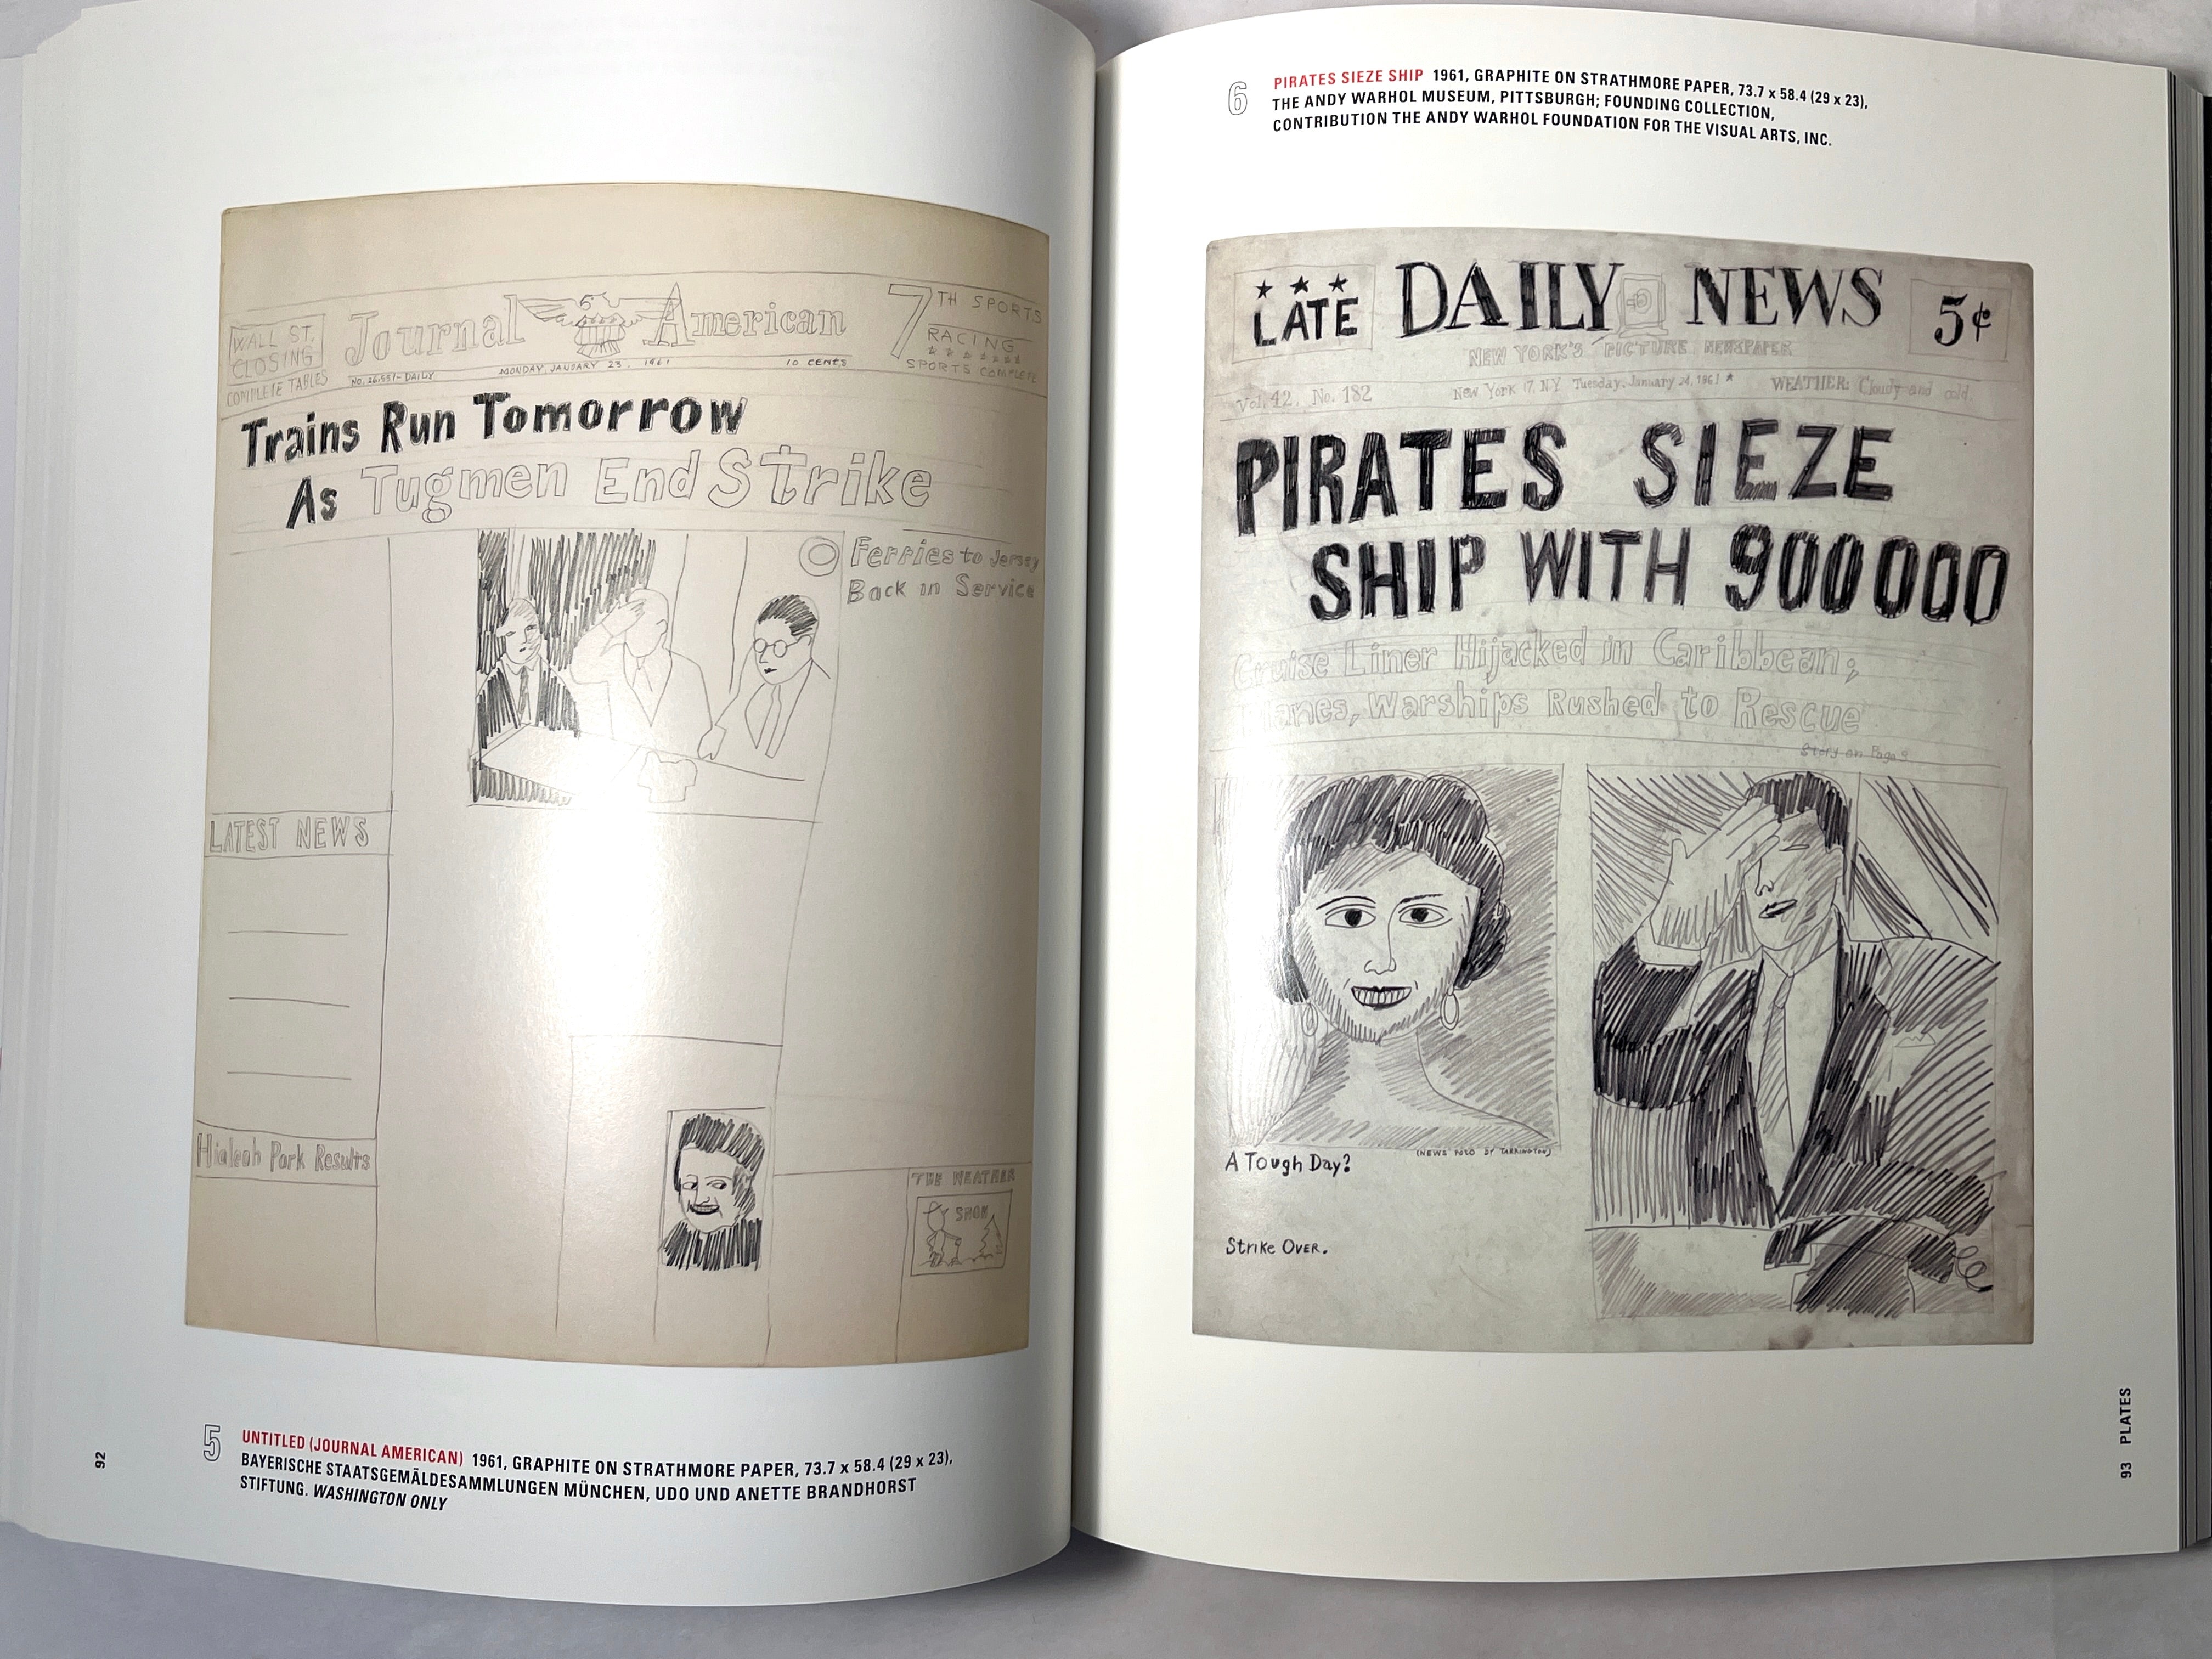 WALL ST.
CLOSING
COMPLETE TABLES
Journal American
7TH SPORTS
RACING
SPORTS COMPLETE
NO. 26,551-DAILY
MONDAY, JANUARY 23, 1961
10 CENTS
Trains Run Tomorrow
As Tugmen End Strike
Ferries to Jersey
Back in Service
LATEST NEWS
Hialeah Park Results
THE WEATHER
SNOW
92
5
UNTITLED (JOURNAL AMERICAN) 1961, GRAPHITE ON STRATHMORE PAPER, 73.7 x 58.4 (29 x 23),
BAYERISCHE STAATSGEMÄLDESAMMLUNGEN MÜNCHEN, UDO UND ANETTE BRANDHORST
STIFTUNG. WASHINGTON ONLY
6
PIRATES SIEZE SHIP 1961, GRAPHITE ON STRATHMORE PAPER, 73.7 x 58.4 (29 x 23),
THE ANDY WARHOL MUSEUM, PITTSBURGH; FOUNDING COLLECTION,
CONTRIBUTION THE ANDY WARHOL FOUNDATION FOR THE VISUAL ARTS, INC.
LATE
DAILY NEWS
5¢
NEW YORK'S PICTURE NEWSPAPER
Vol. 42. No. 182
New York 17, NY Tuesday, January 24, 1961 *
WEATHER: Cloudy and cold.
PIRATES SIEZE
SHIP WITH 900000
Cruise Liner Hijacked in Caribbean;
Planes, Warships Rushed to Rescue
Story on Page
A Tough Day?
(NEWS FOTO BY
Strike Over.
93 PLATES